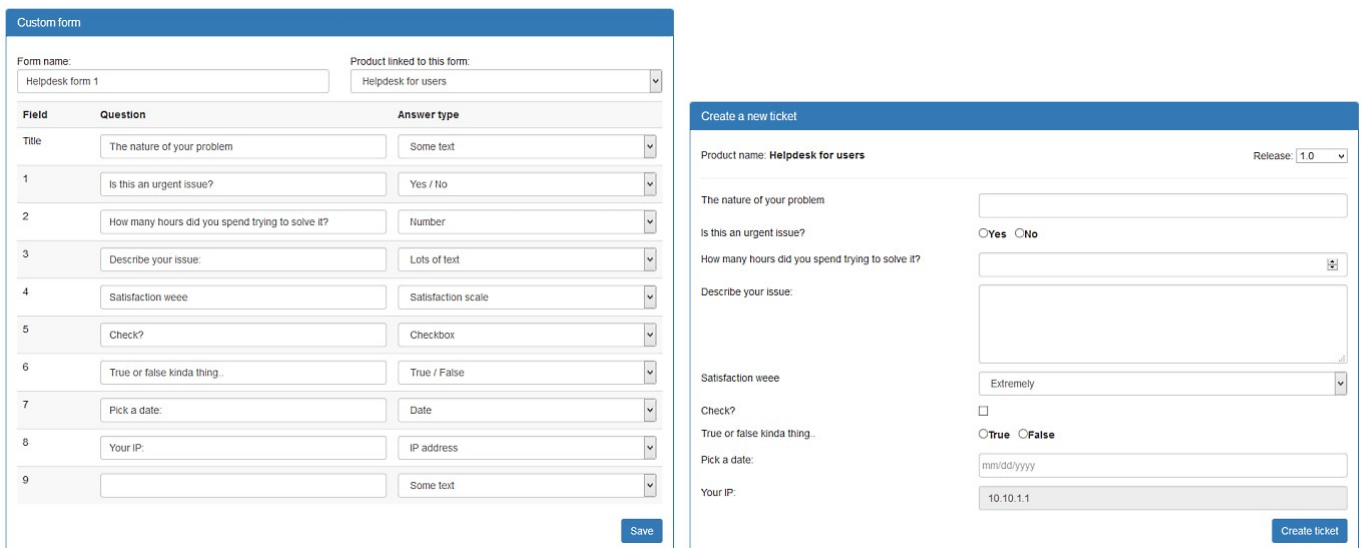 Custom form
Form name:
Product linked to this form:
Helpdesk form 1
Helpdesk for users
Field Question Answer type
Title The nature of your problem Some text
1 Is this an urgent issue? Yes / No
2 How many hours did you spend trying to solve it? Number
3 Describe your issue: Lots of text
4 Satisfaction weee Satisfaction scale
5 Check? Checkbox
6 True or false kinda thing.. True / False
7 Pick a date: Date
8 Your IP: IP address
9 Some text
Save
Create a new ticket
Product name: Helpdesk for users Release: 1.0
The nature of your problem
Is this an urgent issue? Yes No
How many hours did you spend trying to solve it?
Describe your issue:
Satisfaction weee Extremely
Check?
True or false kinda thing.. True False
Pick a date: mm/dd/yyyy
Your IP: 10.10.1.1
Create ticket